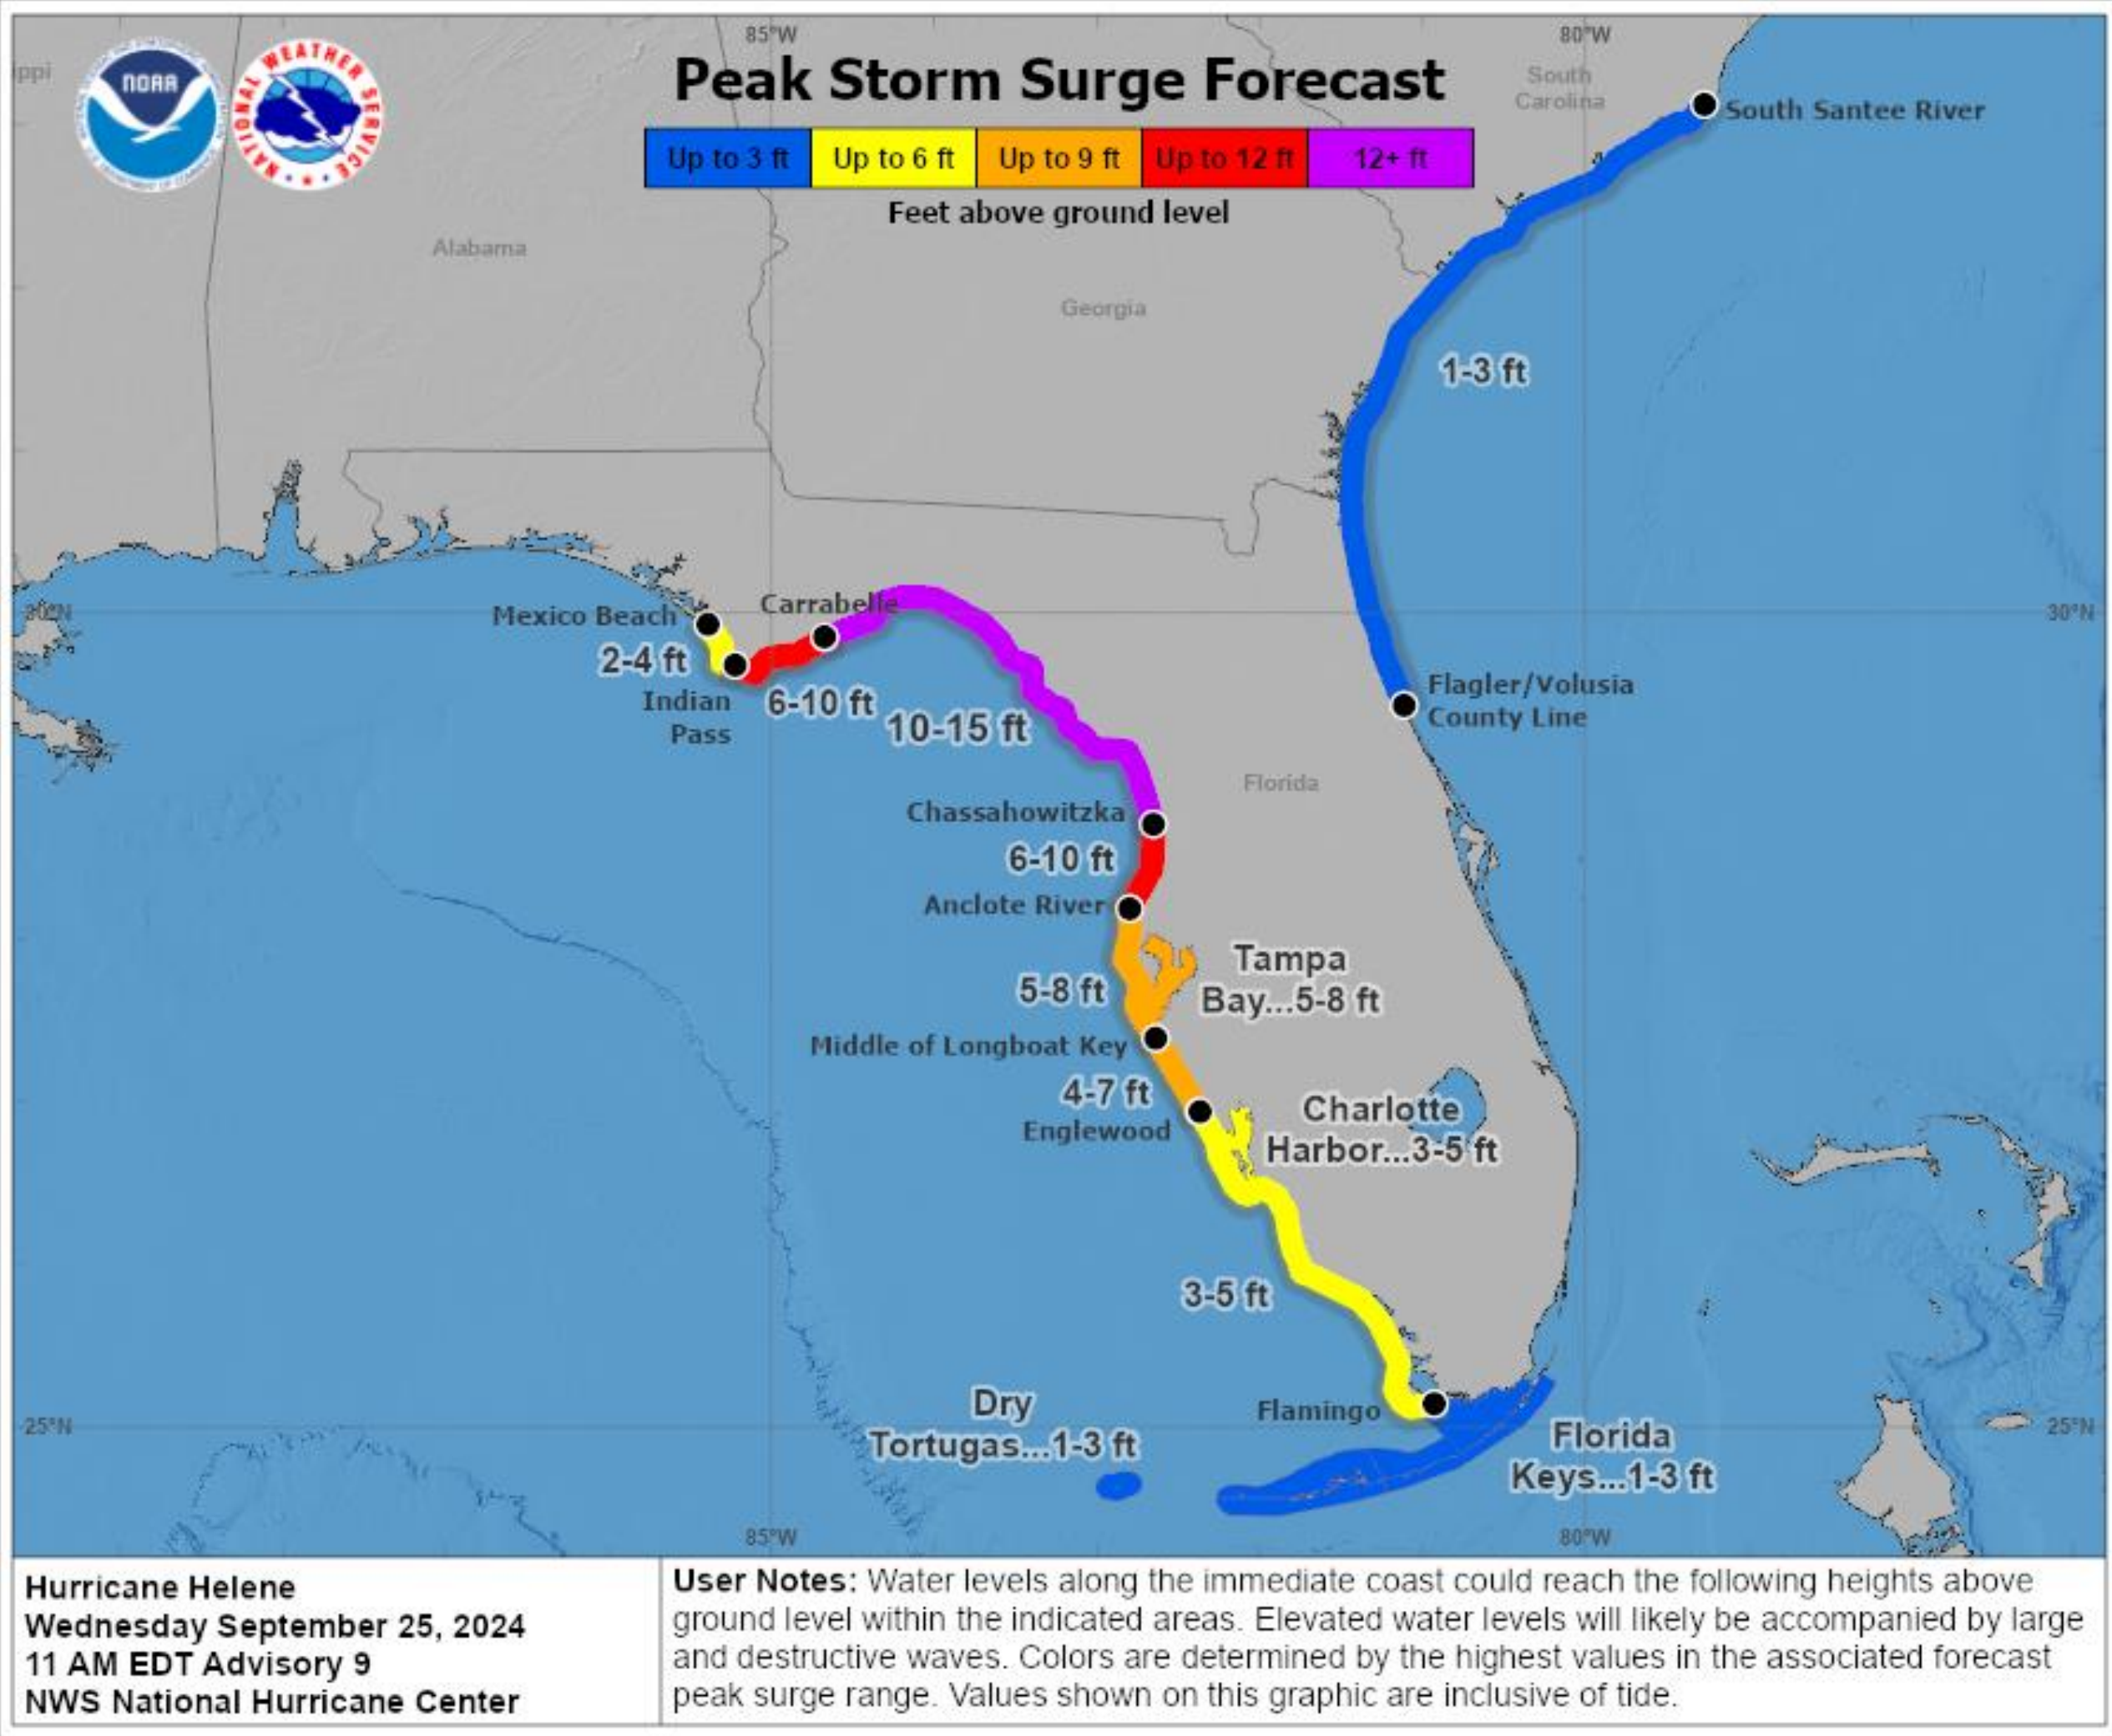 85°W
80°W
Peak Storm Surge Forecast
NOAA
NATIONAL WEATHER SERVICE
ippi
South
Carolina
South Santee River
Up to 3 ft
Up to 6 ft
Up to 9 ft
Up to 12 ft
12+ ft
Feet above ground level
Alabama
Georgia
1-3 ft
30°N
30°N
Mexico Beach
Carrabelle
2-4 ft
Indian
Pass
6-10 ft
10-15 ft
Flagler/Volusia
County Line
Florida
Chassahowitzka
6-10 ft
Anclote River
5-8 ft
Tampa
Bay...5-8 ft
Middle of Longboat Key
4-7 ft
Englewood
Charlotte
Harbor...3-5 ft
3-5 ft
Dry
Tortugas...1-3 ft
Flamingo
Florida
Keys...1-3 ft
25°N
25°N
85°W
80°W
Hurricane Helene
Wednesday September 25, 2024
11 AM EDT Advisory 9
NWS National Hurricane Center
User Notes: Water levels along the immediate coast could reach the following heights above
ground level within the indicated areas. Elevated water levels will likely be accompanied by large
and destructive waves. Colors are determined by the highest values in the associated forecast
peak surge range. Values shown on this graphic are inclusive of tide.